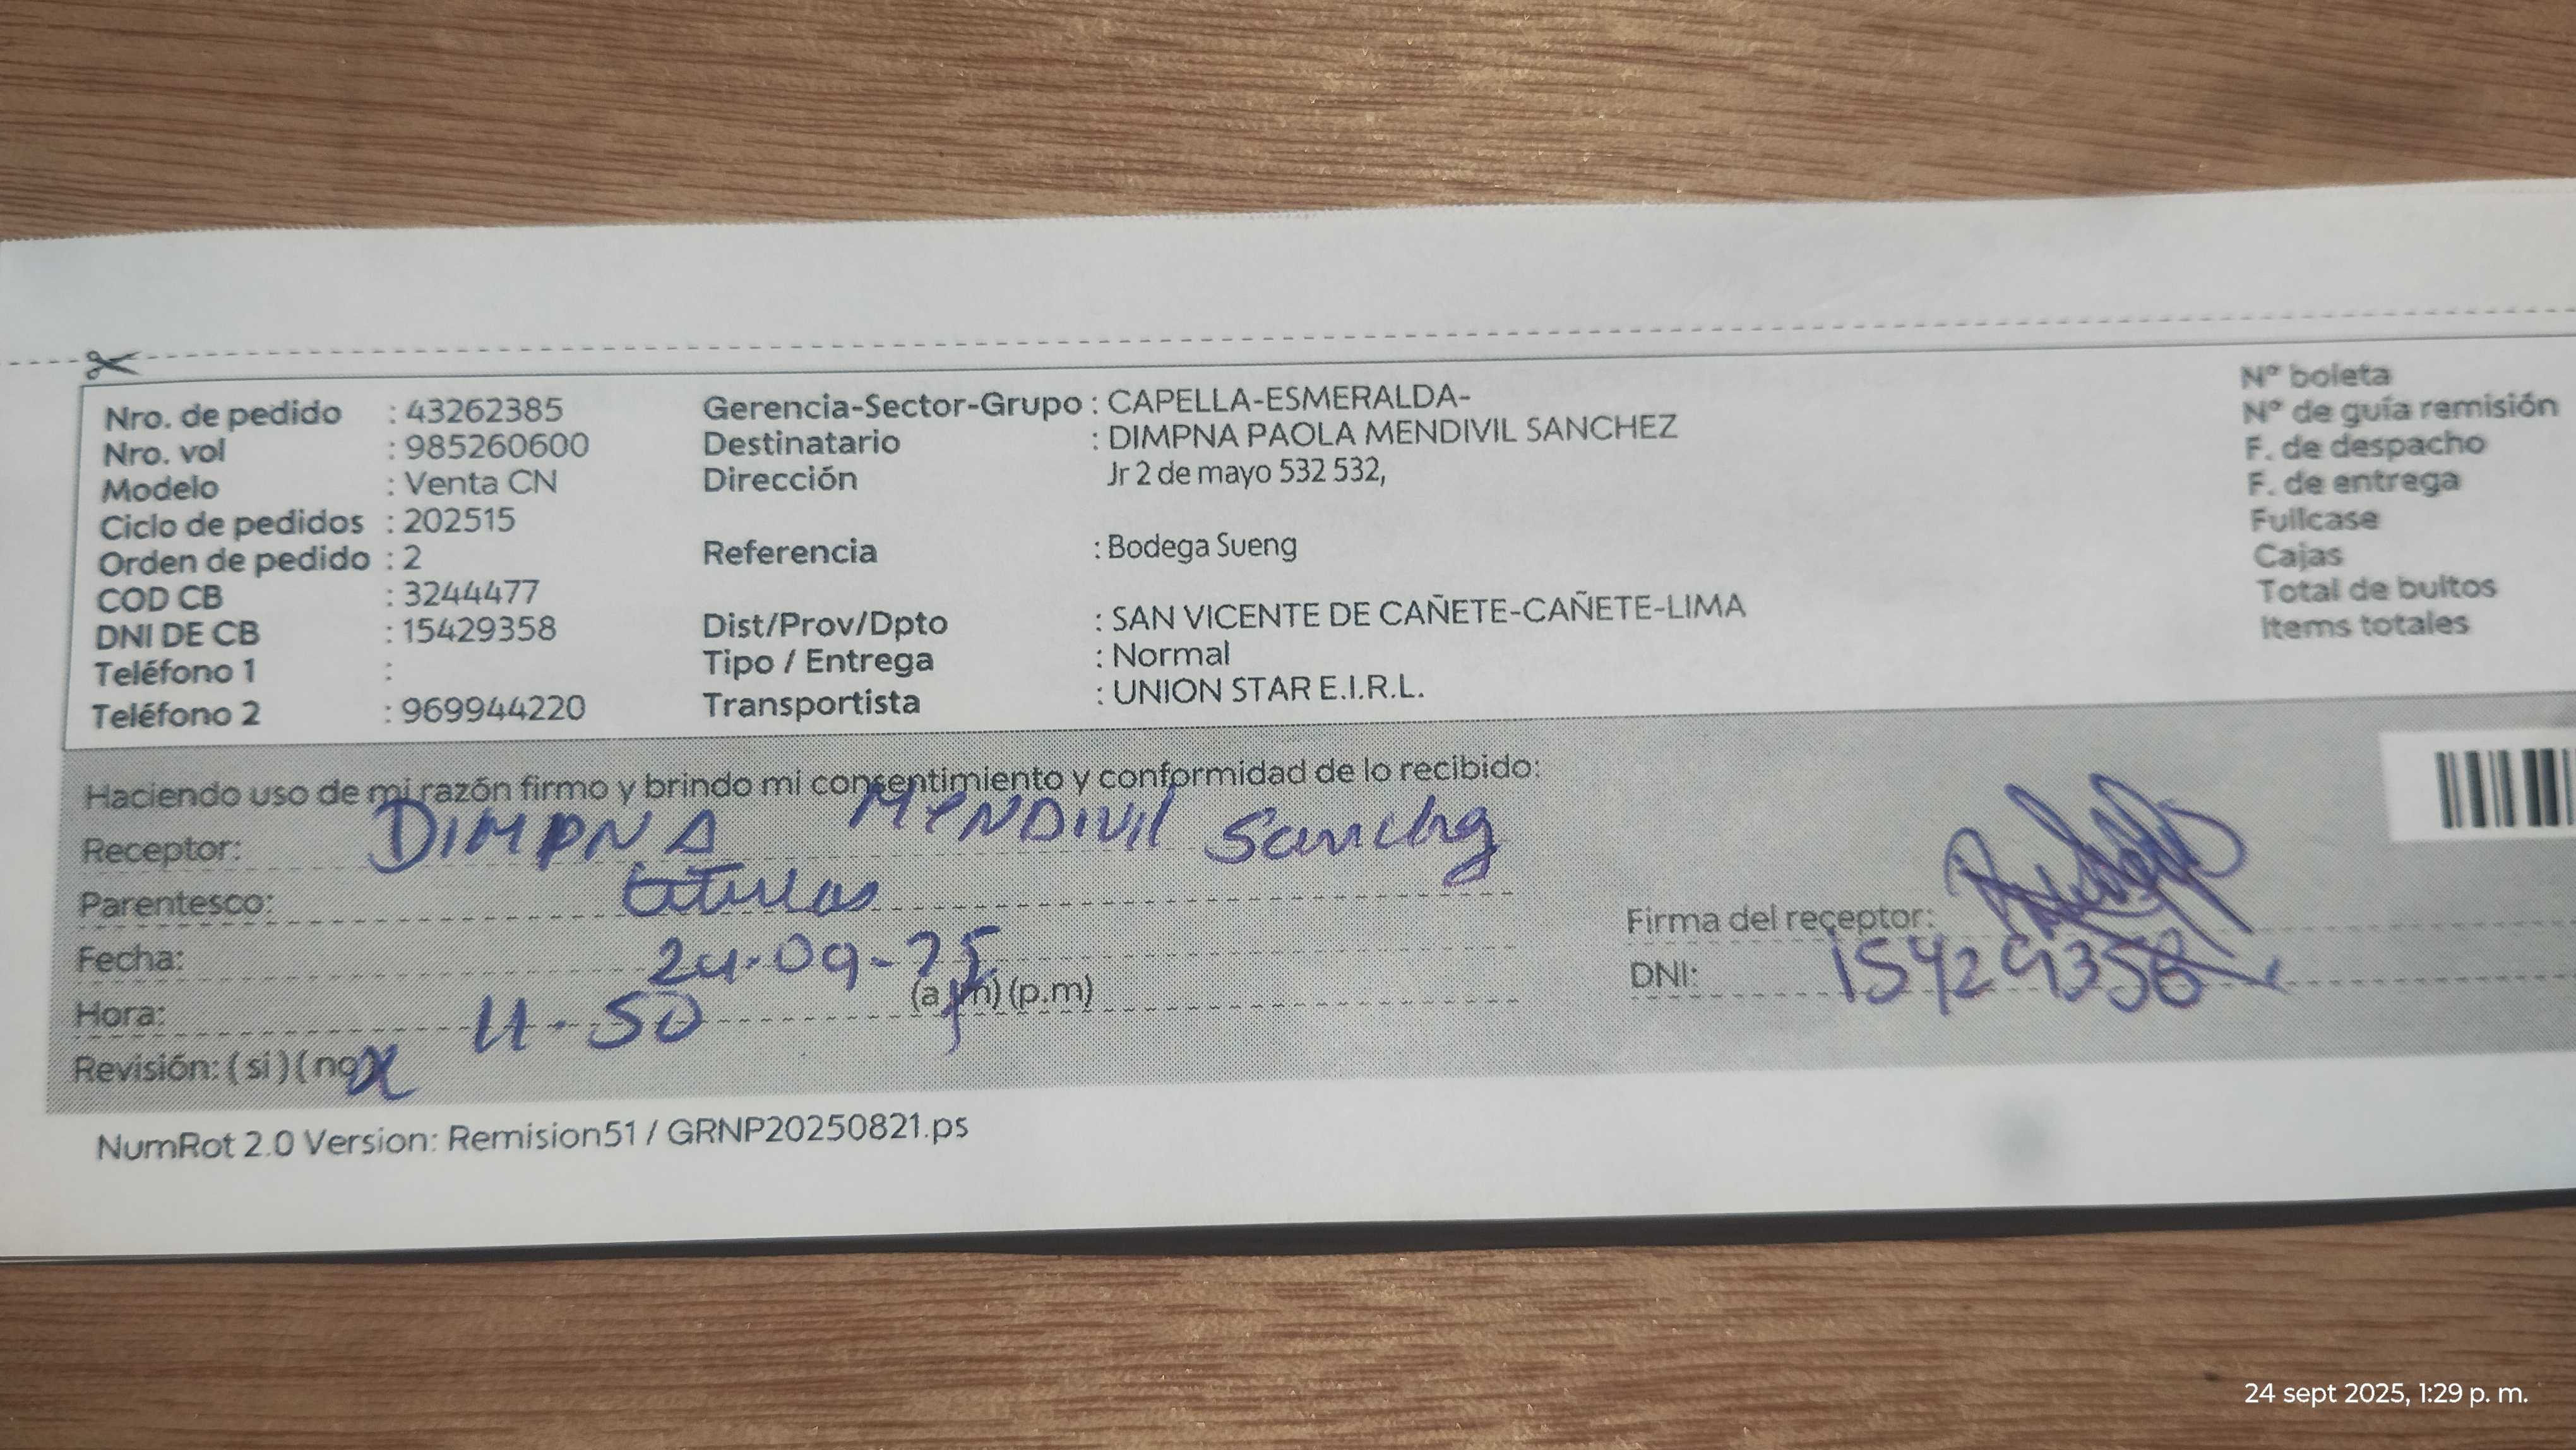 Nro. de pedido : 43262385
Nro. vol : 985260600
Modelo : Venta CN
Ciclo de pedidos : 202515
Orden de pedido : 2
COD CB : 3244477
DNI DE CB : 15429358
Teléfono 1 :
Teléfono 2 : 969944220
Gerencia-Sector-Grupo : CAPELLA-ESMERALDA-
Destinatario : DIMPNA PAOLA MENDIVIL SANCHEZ
Dirección Jr 2 de mayo 532 532,
Referencia : Bodega Sueng
Dist/Prov/Dpto : SAN VICENTE DE CAÑETE-CAÑETE-LIMA
Tipo / Entrega : Normal
Transportista : UNION STAR E.I.R.L.
N° boleta
N° de guía remisión
F. de despacho
F. de entrega
Fullcase
Cajas
Total de bultos
Items totales
Haciendo uso de mi razón firmo y brindo mi consentimiento y conformidad de lo recibido:
Receptor: DIMPNA MENDIVIL Sanchez
Parentesco:
Fecha: 24-09-25
Hora: 11-50 (a.m) (p.m)
Revisión: (si) (no) X
Firma del receptor:
DNI: 15429358
NumRot 2.0 Version: Remision51 / GRNP20250821.ps
24 sept 2025, 1:29 p. m.